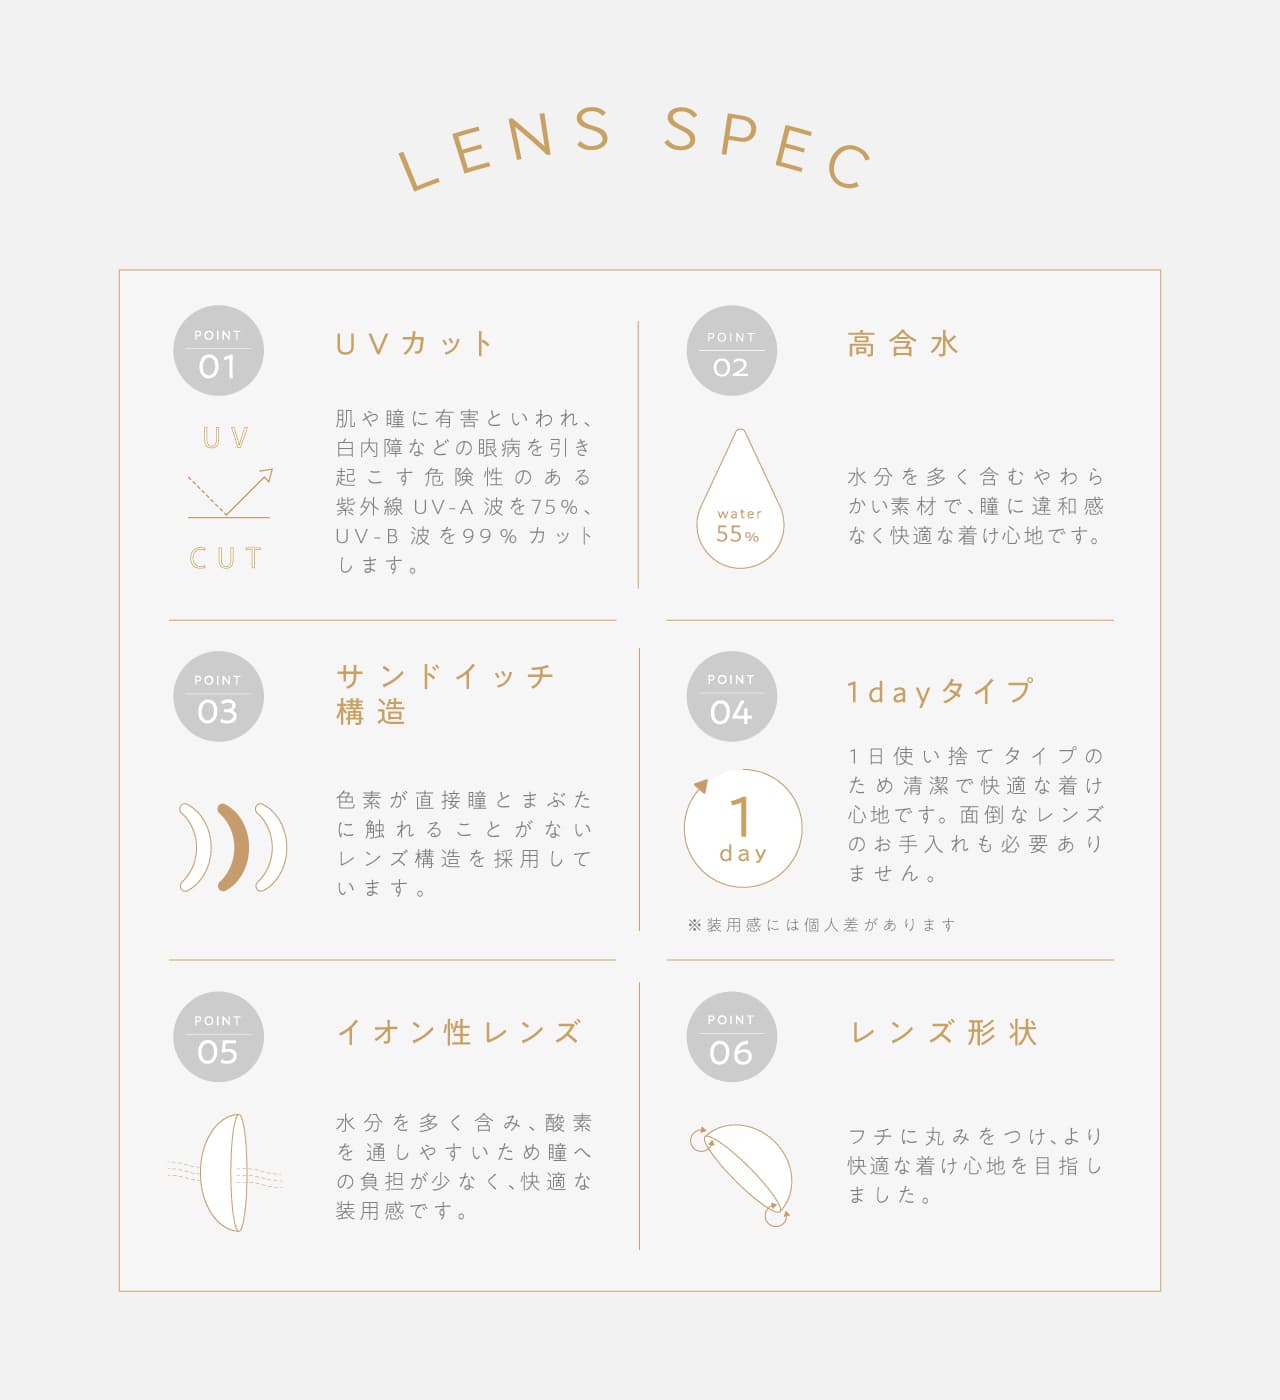 LENS SPEC
POINT
01
UVカット
UV
CUT
肌や瞳に有害といわれ、
白内障などの眼病を引き
起こす危険性のある
紫外線UV-A波を75%、
UV-B波を99%カット
します。
POINT
02
高含水
water
55%
水分を多く含むやわら
かい素材で、瞳に違和感
なく快適な着け心地です。
POINT
03
サンドイッチ
構造
色素が直接瞳とまぶた
に触れることがない
レンズ構造を採用して
います。
POINT
04
1dayタイプ
1
day
1日使い捨てタイプの
ため清潔で快適な着け
心地です。面倒なレンズ
のお手入れも必要あり
ません。
※装用感には個人差があります
POINT
05
イオン性レンズ
水分を多く含み、酸素
を通しやすいため瞳へ
の負担が少なく、快適な
装用感です。
POINT
06
レンズ形状
フチに丸みをつけ、より
快適な着け心地を目指し
ました。